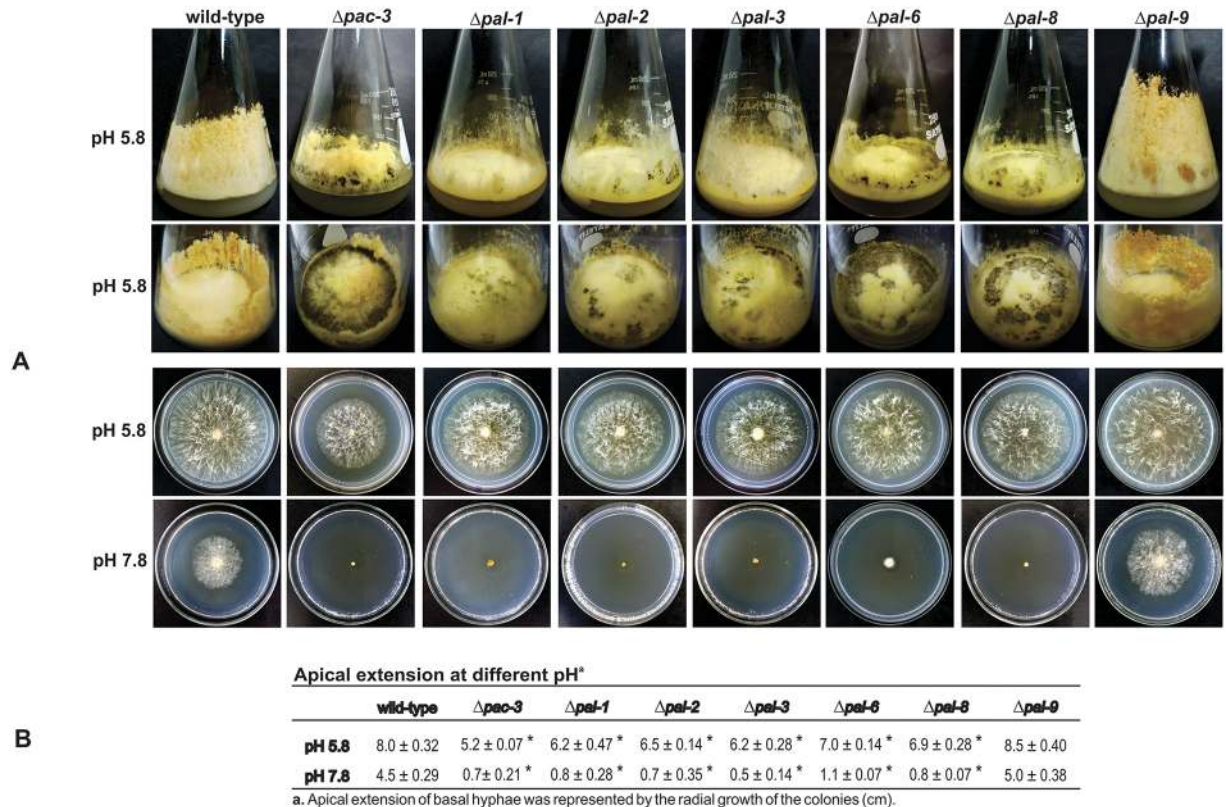 A
wild-type Δpac-3 Δpal-1 Δpal-2 Δpal-3 Δpal-6 Δpal-8 Δpal-9
pH 5.8
pH 5.8
pH 5.8
pH 7.8
B
Apical extension at different pHª
wild-type Δpac-3 Δpal-1 Δpal-2 Δpal-3 Δpal-6 Δpal-8 Δpal-9
pH 5.8 8.0 ± 0.32 5.2 ± 0.07 * 6.2 ± 0.47 * 6.5 ± 0.14 * 6.2 ± 0.28 * 7.0 ± 0.14 * 6.9 ± 0.28 * 8.5 ± 0.40
pH 7.8 4.5 ± 0.29 0.7± 0.21 * 0.8 ± 0.28 * 0.7 ± 0.35 * 0.5 ± 0.14 * 1.1 ± 0.07 * 0.8 ± 0.07 * 5.0 ± 0.38
a. Apical extension of basal hyphae was represented by the radial growth of the colonies (cm).